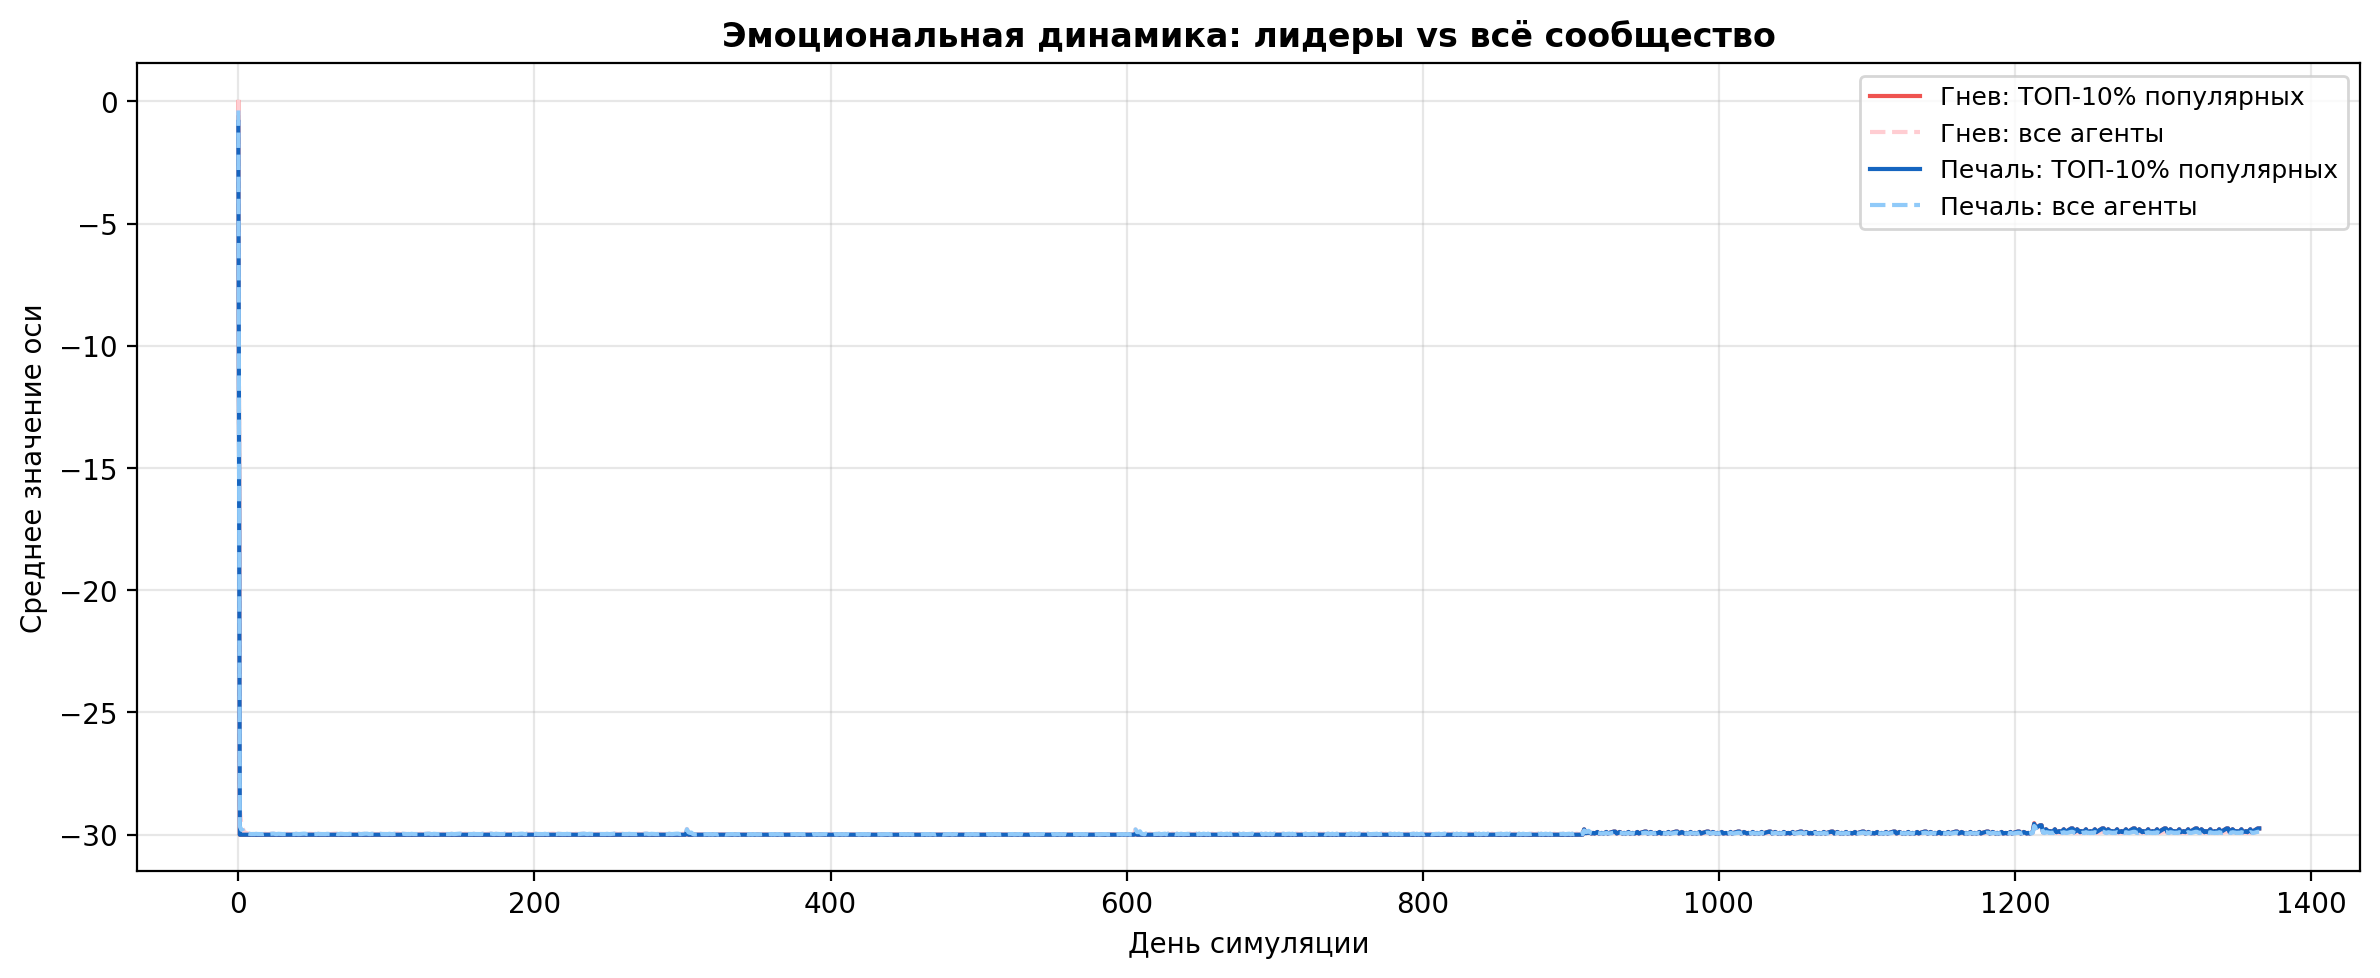 Эмоциональная динамика: лидеры vs всё сообщество
Гнев: ТОП-10% популярных
Гнев: все агенты
Печаль: ТОП-10% популярных
Печаль: все агенты
Среднее значение оси
0
−5
−10
−15
−20
−25
−30
0 200 400 600 800 1000 1200 1400
День симуляции